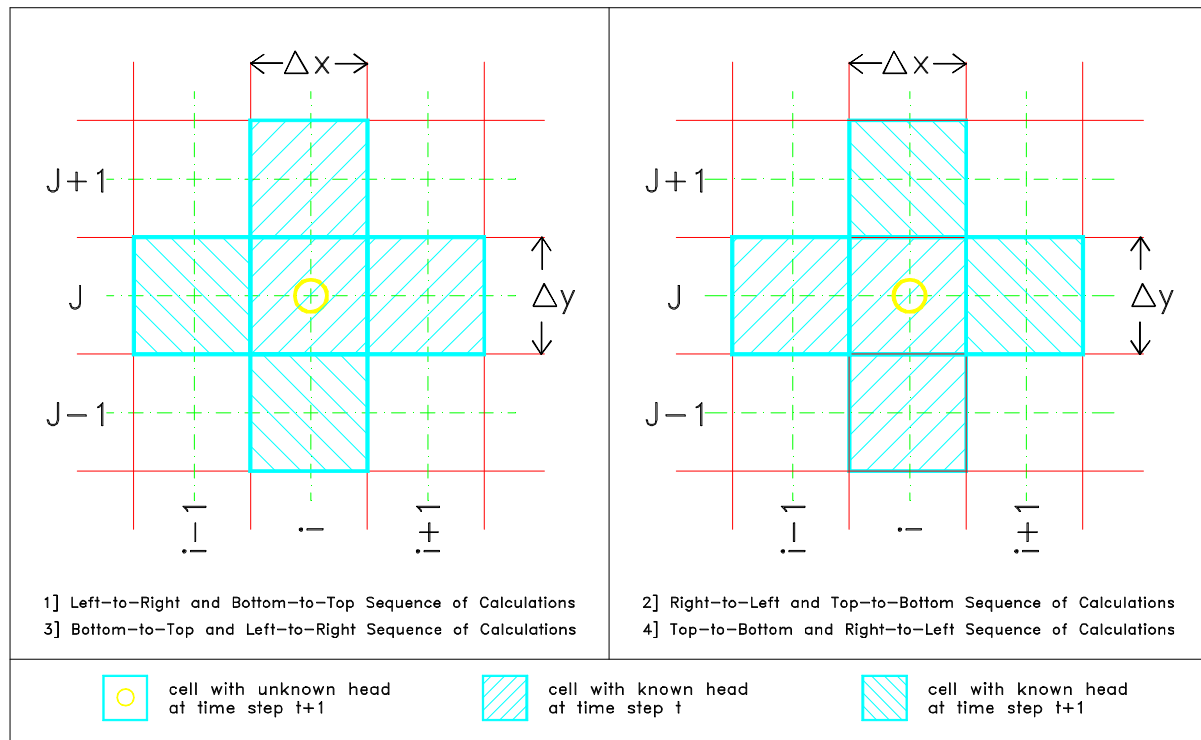 Δx
J+1
J
Δy
J-1
i-1
i
i+1
1] Left-to-Right and Bottom-to-Top Sequence of Calculations
3] Bottom-to-Top and Left-to-Right Sequence of Calculations
Δx
J+1
J
Δy
J-1
i-1
i
i+1
2] Right-to-Left and Top-to-Bottom Sequence of Calculations
4] Top-to-Bottom and Right-to-Left Sequence of Calculations
cell with unknown head
at time step t+1
cell with known head
at time step t
cell with known head
at time step t+1